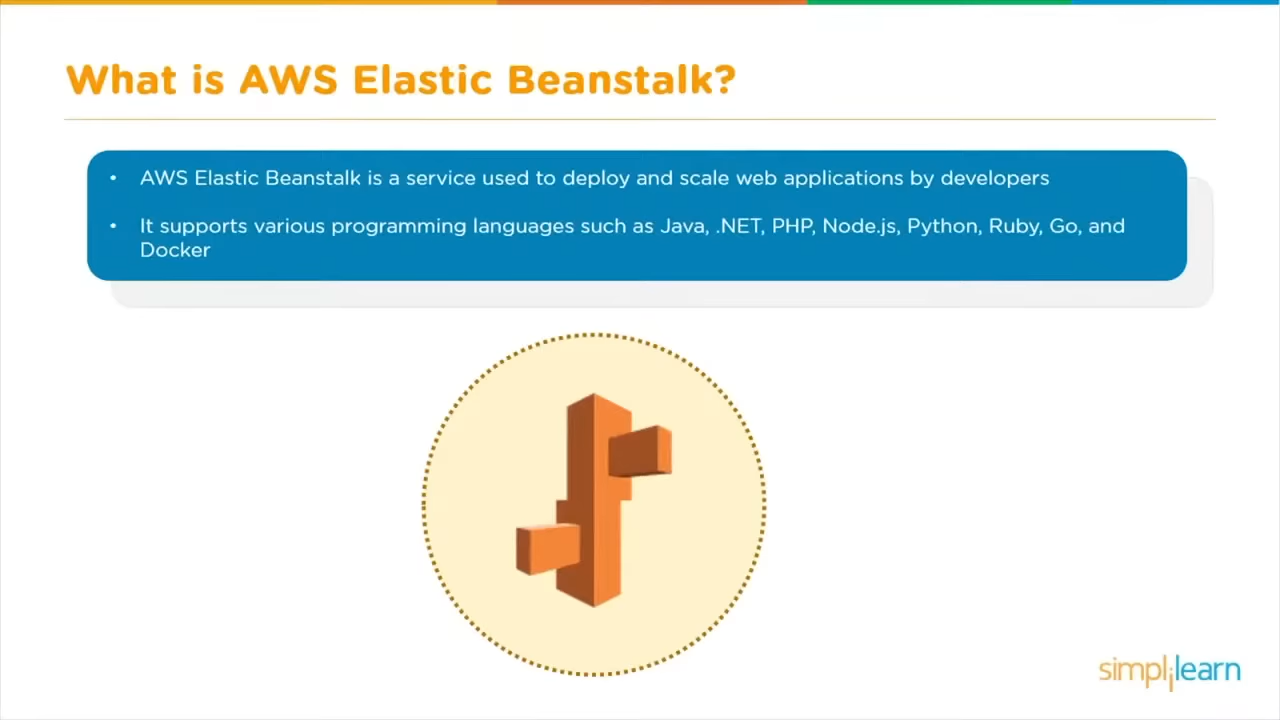 What is AWS Elastic Beanstalk?
• AWS Elastic Beanstalk is a service used to deploy and scale web applications by developers
• It supports various programming languages such as Java, .NET, PHP, Node.js, Python, Ruby, Go, and
Docker
simplilearn